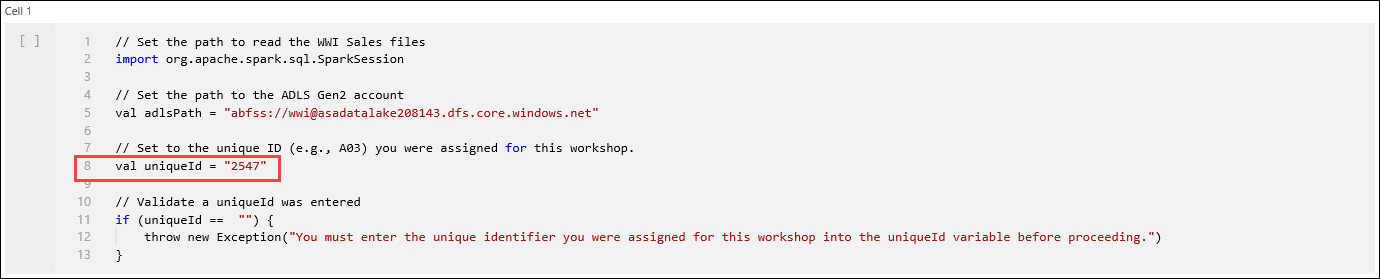 Cell 1
[ ]
1 // Set the path to read the WWI Sales files
2 import org.apache.spark.sql.SparkSession
3
4 // Set the path to the ADLS Gen2 account
5 val adlsPath = "abfss://wwi@asadatalake208143.dfs.core.windows.net"
6
7 // Set to the unique ID (e.g., A03) you were assigned for this workshop.
8 val uniqueId = "2547"
9
10 // Validate a uniqueId was entered
11 if (uniqueId ==  "") {
12     throw new Exception("You must enter the unique identifier you were assigned for this workshop into the uniqueId variable before proceeding.")
13 }